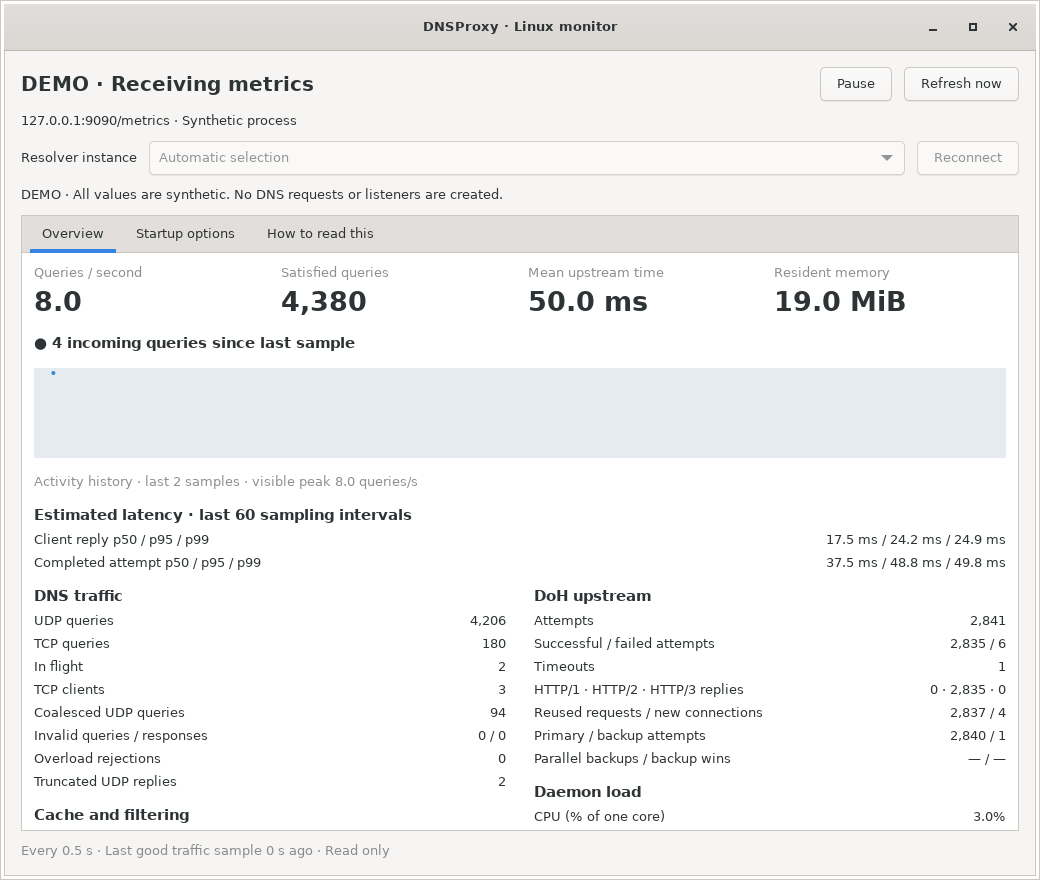 DNSProxy · Linux monitor
DEMO · Receiving metrics
Pause
Refresh now
127.0.0.1:9090/metrics · Synthetic process
Resolver instance
Automatic selection
Reconnect
DEMO · All values are synthetic. No DNS requests or listeners are created.
Overview
Startup options
How to read this
Queries / second
Satisfied queries
Mean upstream time
Resident memory
8.0
4,380
50.0 ms
19.0 MiB
● 4 incoming queries since last sample
Activity history · last 2 samples · visible peak 8.0 queries/s
Estimated latency · last 60 sampling intervals
Client reply p50 / p95 / p99 17.5 ms / 24.2 ms / 24.9 ms
Completed attempt p50 / p95 / p99 37.5 ms / 48.8 ms / 49.8 ms
DNS traffic
UDP queries 4,206
TCP queries 180
In flight 2
TCP clients 3
Coalesced UDP queries 94
Invalid queries / responses 0 / 0
Overload rejections 0
Truncated UDP replies 2
Cache and filtering
DoH upstream
Attempts 2,841
Successful / failed attempts 2,835 / 6
Timeouts 1
HTTP/1 · HTTP/2 · HTTP/3 replies 0 · 2,835 · 0
Reused requests / new connections 2,837 / 4
Primary / backup attempts 2,840 / 1
Parallel backups / backup wins — / —
Daemon load
CPU (% of one core) 3.0%
Every 0.5 s · Last good traffic sample 0 s ago · Read only